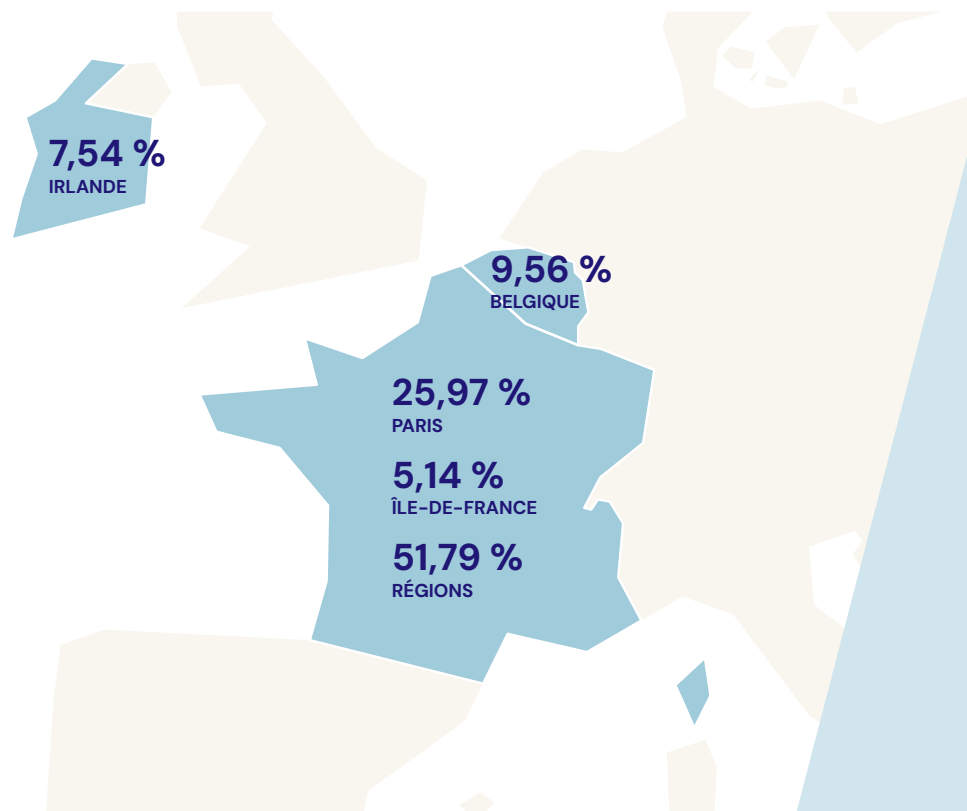 7,54 %
IRLANDE
9,56 %
BELGIQUE
25,97 %
PARIS
5,14 %
ÎLE-DE-FRANCE
51,79 %
RÉGIONS